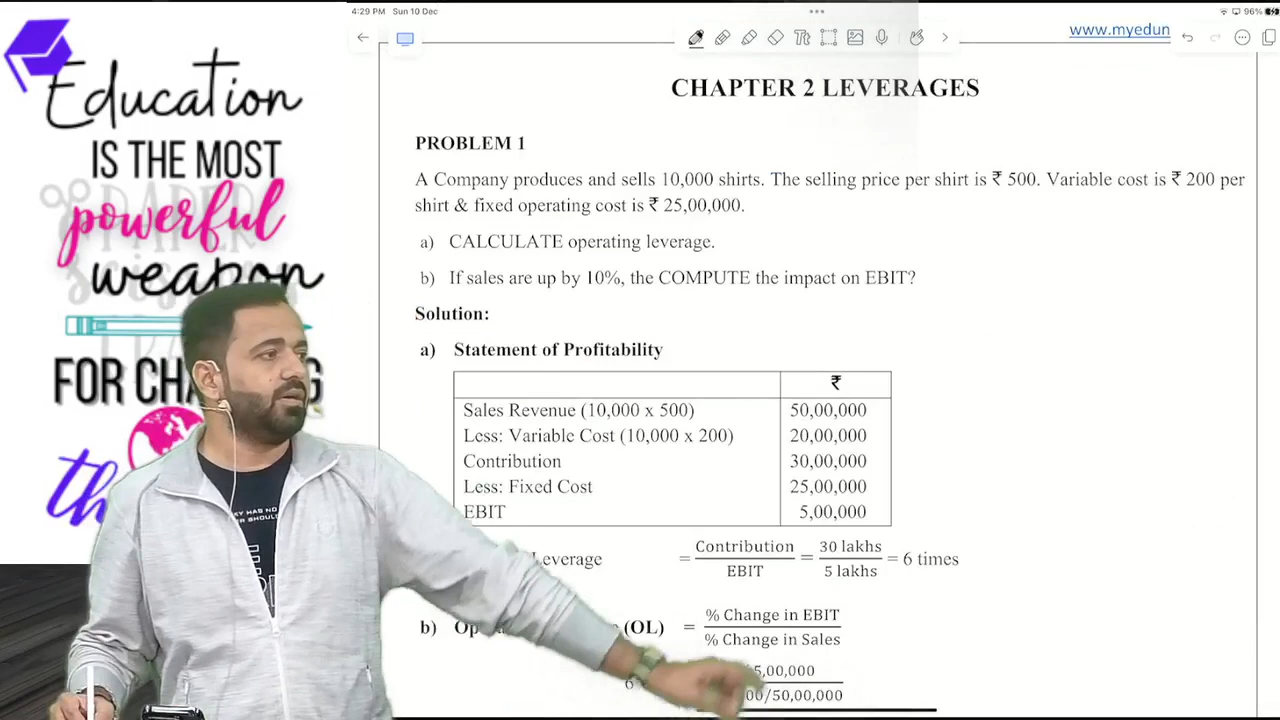 4:29 PM Sun 10 Dec
96%
www.myedun
Education
IS THE MOST
powerful
weapon
FOR CHA
CHAPTER 2 LEVERAGES
PROBLEM 1
A Company produces and sells 10,000 shirts. The selling price per shirt is ₹ 500. Variable cost is ₹ 200 per
shirt & fixed operating cost is ₹ 25,00,000.
a) CALCULATE operating leverage.
b) If sales are up by 10%, the COMPUTE the impact on EBIT?
Solution:
a) Statement of Profitability
₹
Sales Revenue (10,000 x 500) 50,00,000
Less: Variable Cost (10,000 x 200) 20,00,000
Contribution 30,00,000
Less: Fixed Cost 25,00,000
EBIT 5,00,000
Leverage = Contribution / EBIT = 30 lakhs / 5 lakhs = 6 times
b) (OL) = % Change in EBIT / % Change in Sales
5,00,000
/50,00,000